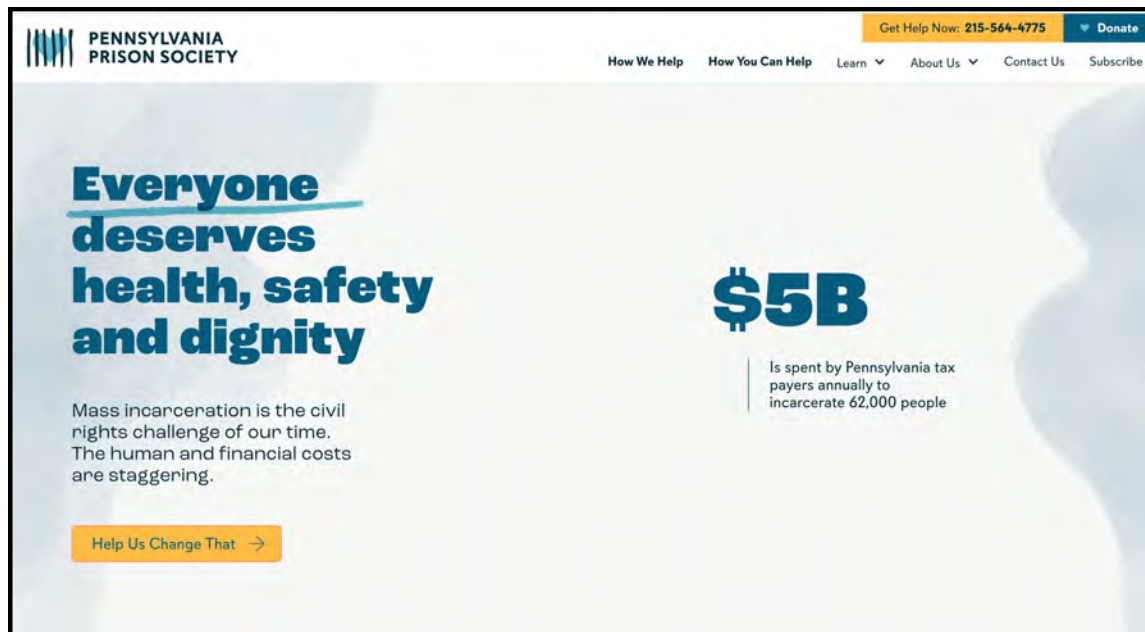 PENNSYLVANIA
PRISON SOCIETY
Get Help Now: 215-564-4775
Donate
How We Help
How You Can Help
Learn
About Us
Contact Us
Subscribe
Everyone
deserves
health, safety
and dignity
Mass incarceration is the civil
rights challenge of our time.
The human and financial costs
are staggering.
Help Us Change That
$5B
Is spent by Pennsylvania tax
payers annually to
incarcerate 62,000 people